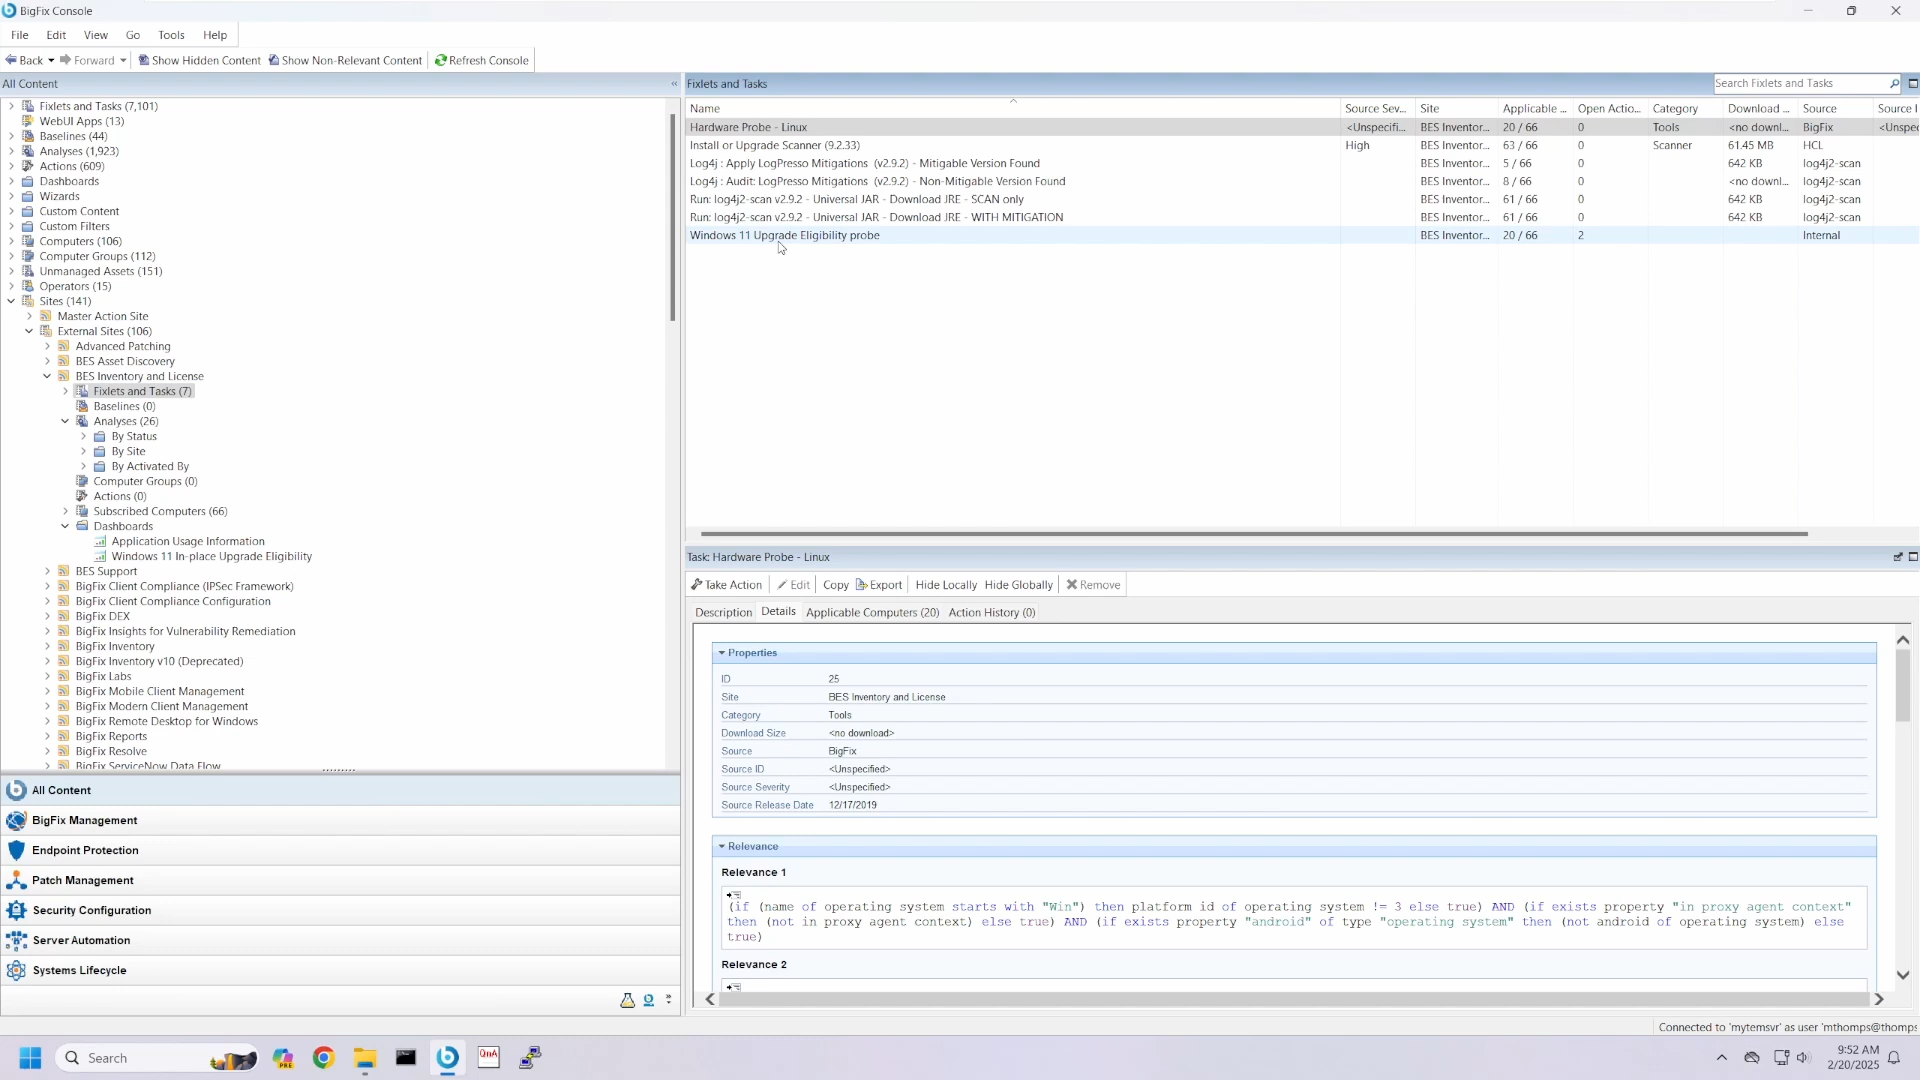 BigFix Console
File Edit View Go Tools Help
Back Forward Show Hidden Content Show Non-Relevant Content Refresh Console
All Content
Fixlets and Tasks (7,101)
WebUI Apps (13)
Baselines (44)
Analyses (1,923)
Actions (609)
Dashboards
Wizards
Custom Content
Custom Filters
Computers (106)
Computer Groups (112)
Unmanaged Assets (151)
Operators (15)
Sites (141)
Master Action Site
External Sites (106)
Advanced Patching
BES Asset Discovery
BES Inventory and License
Fixlets and Tasks (7)
Baselines (0)
Analyses (26)
By Status
By Site
By Activated By
Computer Groups (0)
Actions (0)
Subscribed Computers (66)
Dashboards
Application Usage Information
Windows 11 In-place Upgrade Eligibility
BES Support
BigFix Client Compliance (IPSec Framework)
BigFix Client Compliance Configuration
BigFix DEX
BigFix Insights for Vulnerability Remediation
BigFix Inventory
BigFix Inventory v10 (Deprecated)
BigFix Labs
BigFix Mobile Client Management
BigFix Modern Client Management
BigFix Remote Desktop for Windows
BigFix Reports
BigFix Resolve
BigFix ServiceNow Data Flow
All Content
BigFix Management
Endpoint Protection
Patch Management
Security Configuration
Server Automation
Systems Lifecycle
Fixlets and Tasks Search Fixlets and Tasks
Name Source Sev... Site Applicable ... Open Actio... Category Download ... Source Source I
Hardware Probe - Linux <Unspecifi... BES Inventor... 20 / 66 0 Tools <no downl... BigFix <Unspec
Install or Upgrade Scanner (9.2.33) High BES Inventor... 63 / 66 0 Scanner 61.45 MB HCL
Log4j : Apply LogPresso Mitigations (v2.9.2) - Mitigable Version Found BES Inventor... 5 / 66 0 642 KB log4j2-scan
Log4j : Audit: LogPresso Mitigations (v2.9.2) - Non-Mitigable Version Found BES Inventor... 8 / 66 0 <no downl... log4j2-scan
Run: log4j2-scan v2.9.2 - Universal JAR - Download JRE - SCAN only BES Inventor... 61 / 66 0 642 KB log4j2-scan
Run: log4j2-scan v2.9.2 - Universal JAR - Download JRE - WITH MITIGATION BES Inventor... 61 / 66 0 642 KB log4j2-scan
Windows 11 Upgrade Eligibility probe BES Inventor... 20 / 66 2 Internal
Task: Hardware Probe - Linux
Take Action Edit Copy Export Hide Locally Hide Globally Remove
Description Details Applicable Computers (20) Action History (0)
Properties
ID 25
Site BES Inventory and License
Category Tools
Download Size <no download>
Source BigFix
Source ID <Unspecified>
Source Severity <Unspecified>
Source Release Date 12/17/2019
Relevance
Relevance 1
(if (name of operating system starts with "Win") then platform id of operating system != 3 else true) AND (if exists property "in proxy agent context"
then (not in proxy agent context) else true) AND (if exists property "android" of type "operating system" then (not android of operating system) else
true)
Relevance 2
Connected to 'mytemsvr' as user 'mthomps@thomps
Search PRE QnA 9:52 AM
2/20/2025